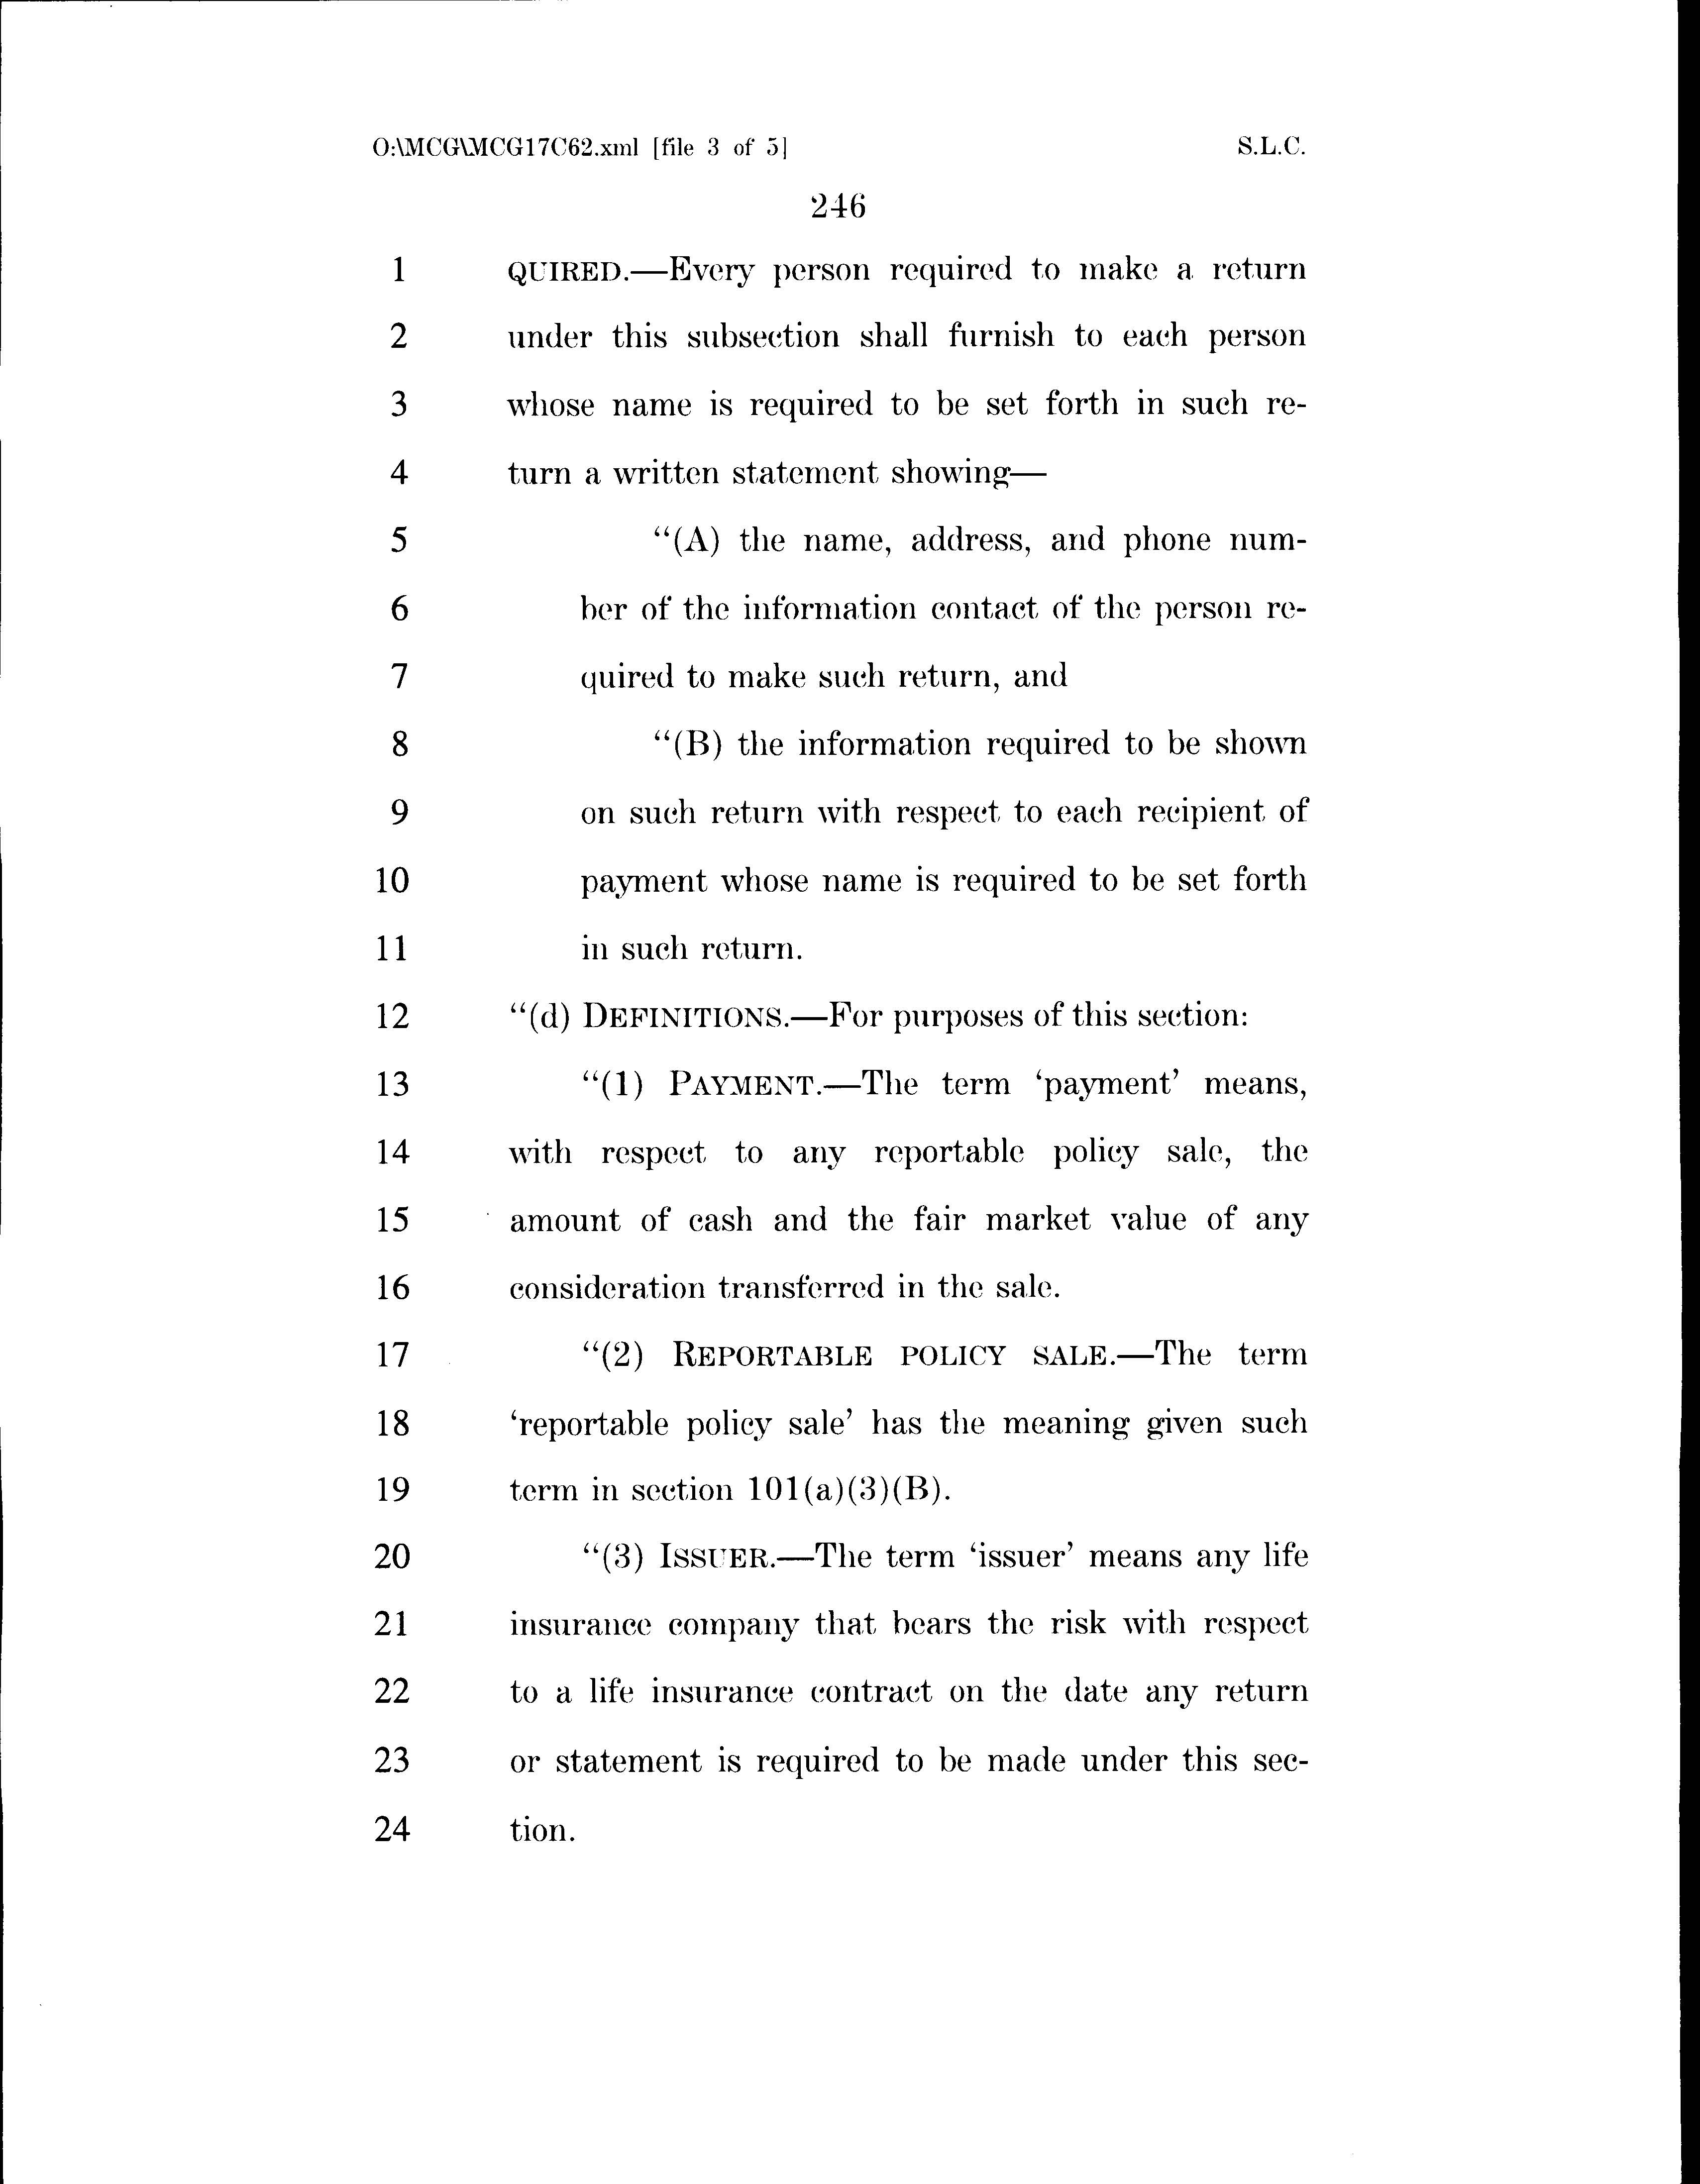 O:\MCG\MCG17C62.xml [file 3 of 5] S.L.C.
246
1 QUIRED.—Every person required to make a return
2 under this subsection shall furnish to each person
3 whose name is required to be set forth in such re-
4 turn a written statement showing—
5 “(A) the name, address, and phone num-
6 ber of the information contact of the person re-
7 quired to make such return, and
8 “(B) the information required to be shown
9 on such return with respect to each recipient of
10 payment whose name is required to be set forth
11 in such return.
12 “(d) DEFINITIONS.—For purposes of this section:
13 “(1) PAYMENT.—The term ‘payment’ means,
14 with respect to any reportable policy sale, the
15 amount of cash and the fair market value of any
16 consideration transferred in the sale.
17 “(2) REPORTABLE POLICY SALE.—The term
18 ‘reportable policy sale’ has the meaning given such
19 term in section 101(a)(3)(B).
20 “(3) ISSUER.—The term ‘issuer’ means any life
21 insurance company that bears the risk with respect
22 to a life insurance contract on the date any return
23 or statement is required to be made under this sec-
24 tion.